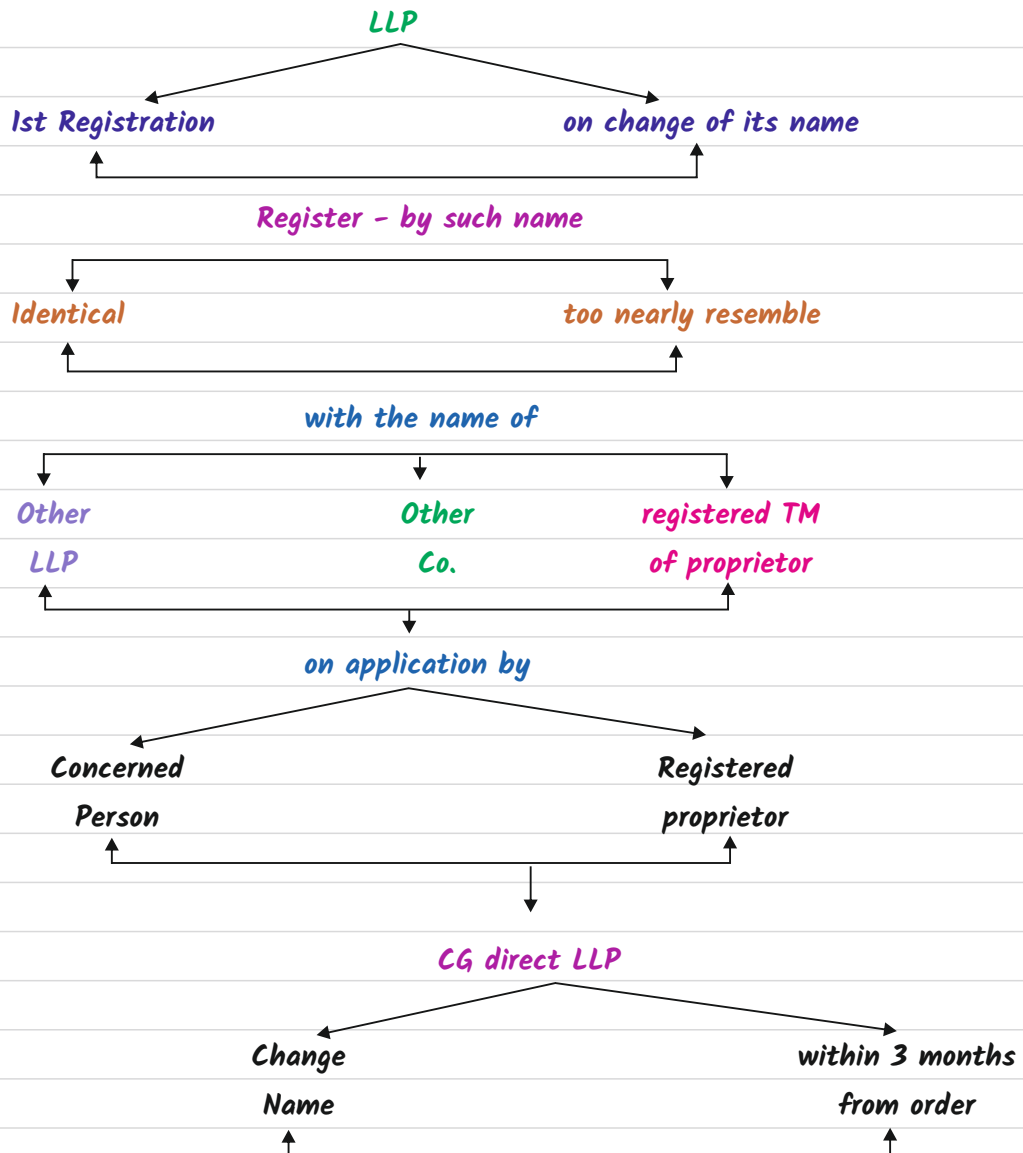 LLP
1st Registration on change of its name
Register - by such name
Identical too nearly resemble
with the name of
Other Other registered TM
LLP Co. of proprietor
on application by
Concerned Registered
Person proprietor
CG direct LLP
Change within 3 months
Name from order